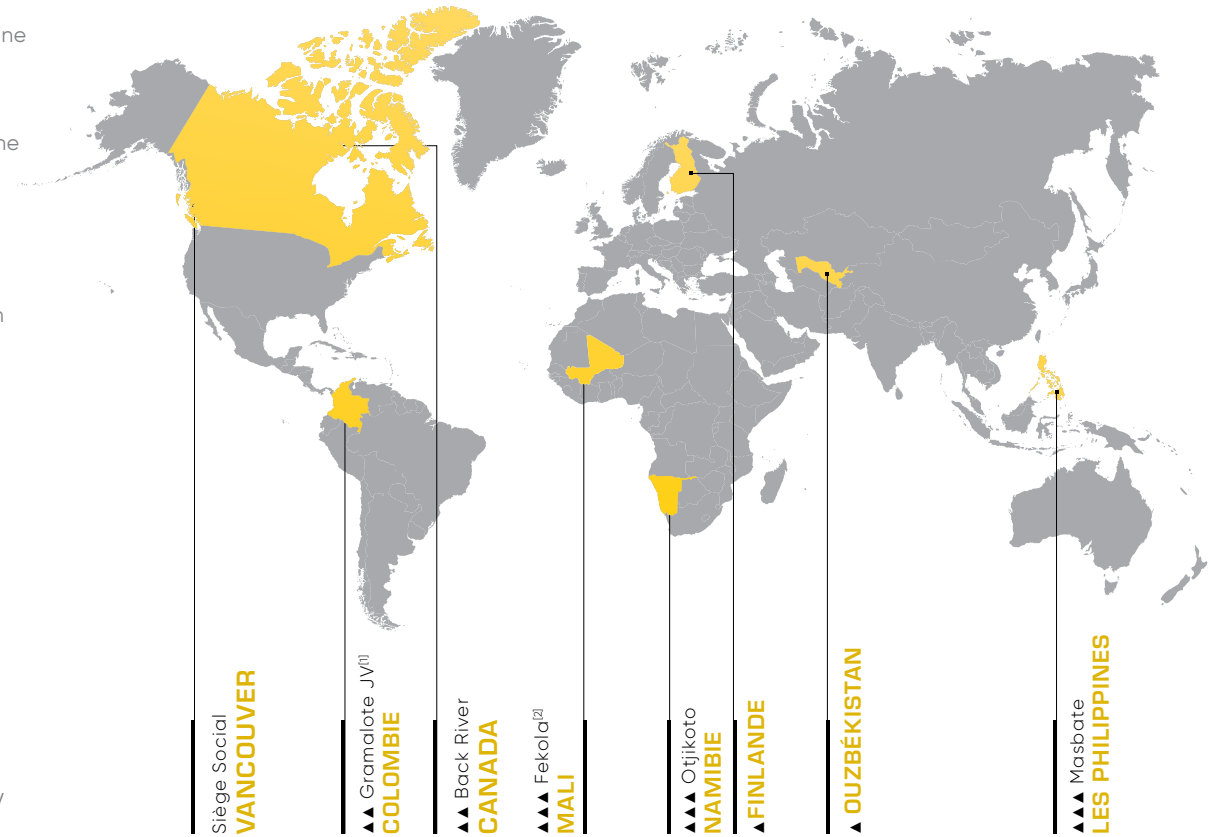 Siège Social
VANCOUVER
▲▲ Gramalote JV[1]
COLOMBIE
▲▲ Back River
CANADA
▲▲▲ Fekola[2]
MALI
▲▲▲ Otjikoto
NAMIBIE
▲ FINLANDE
▲ OUZBÉKISTAN
▲▲▲ Masbate
LES PHILIPPINES